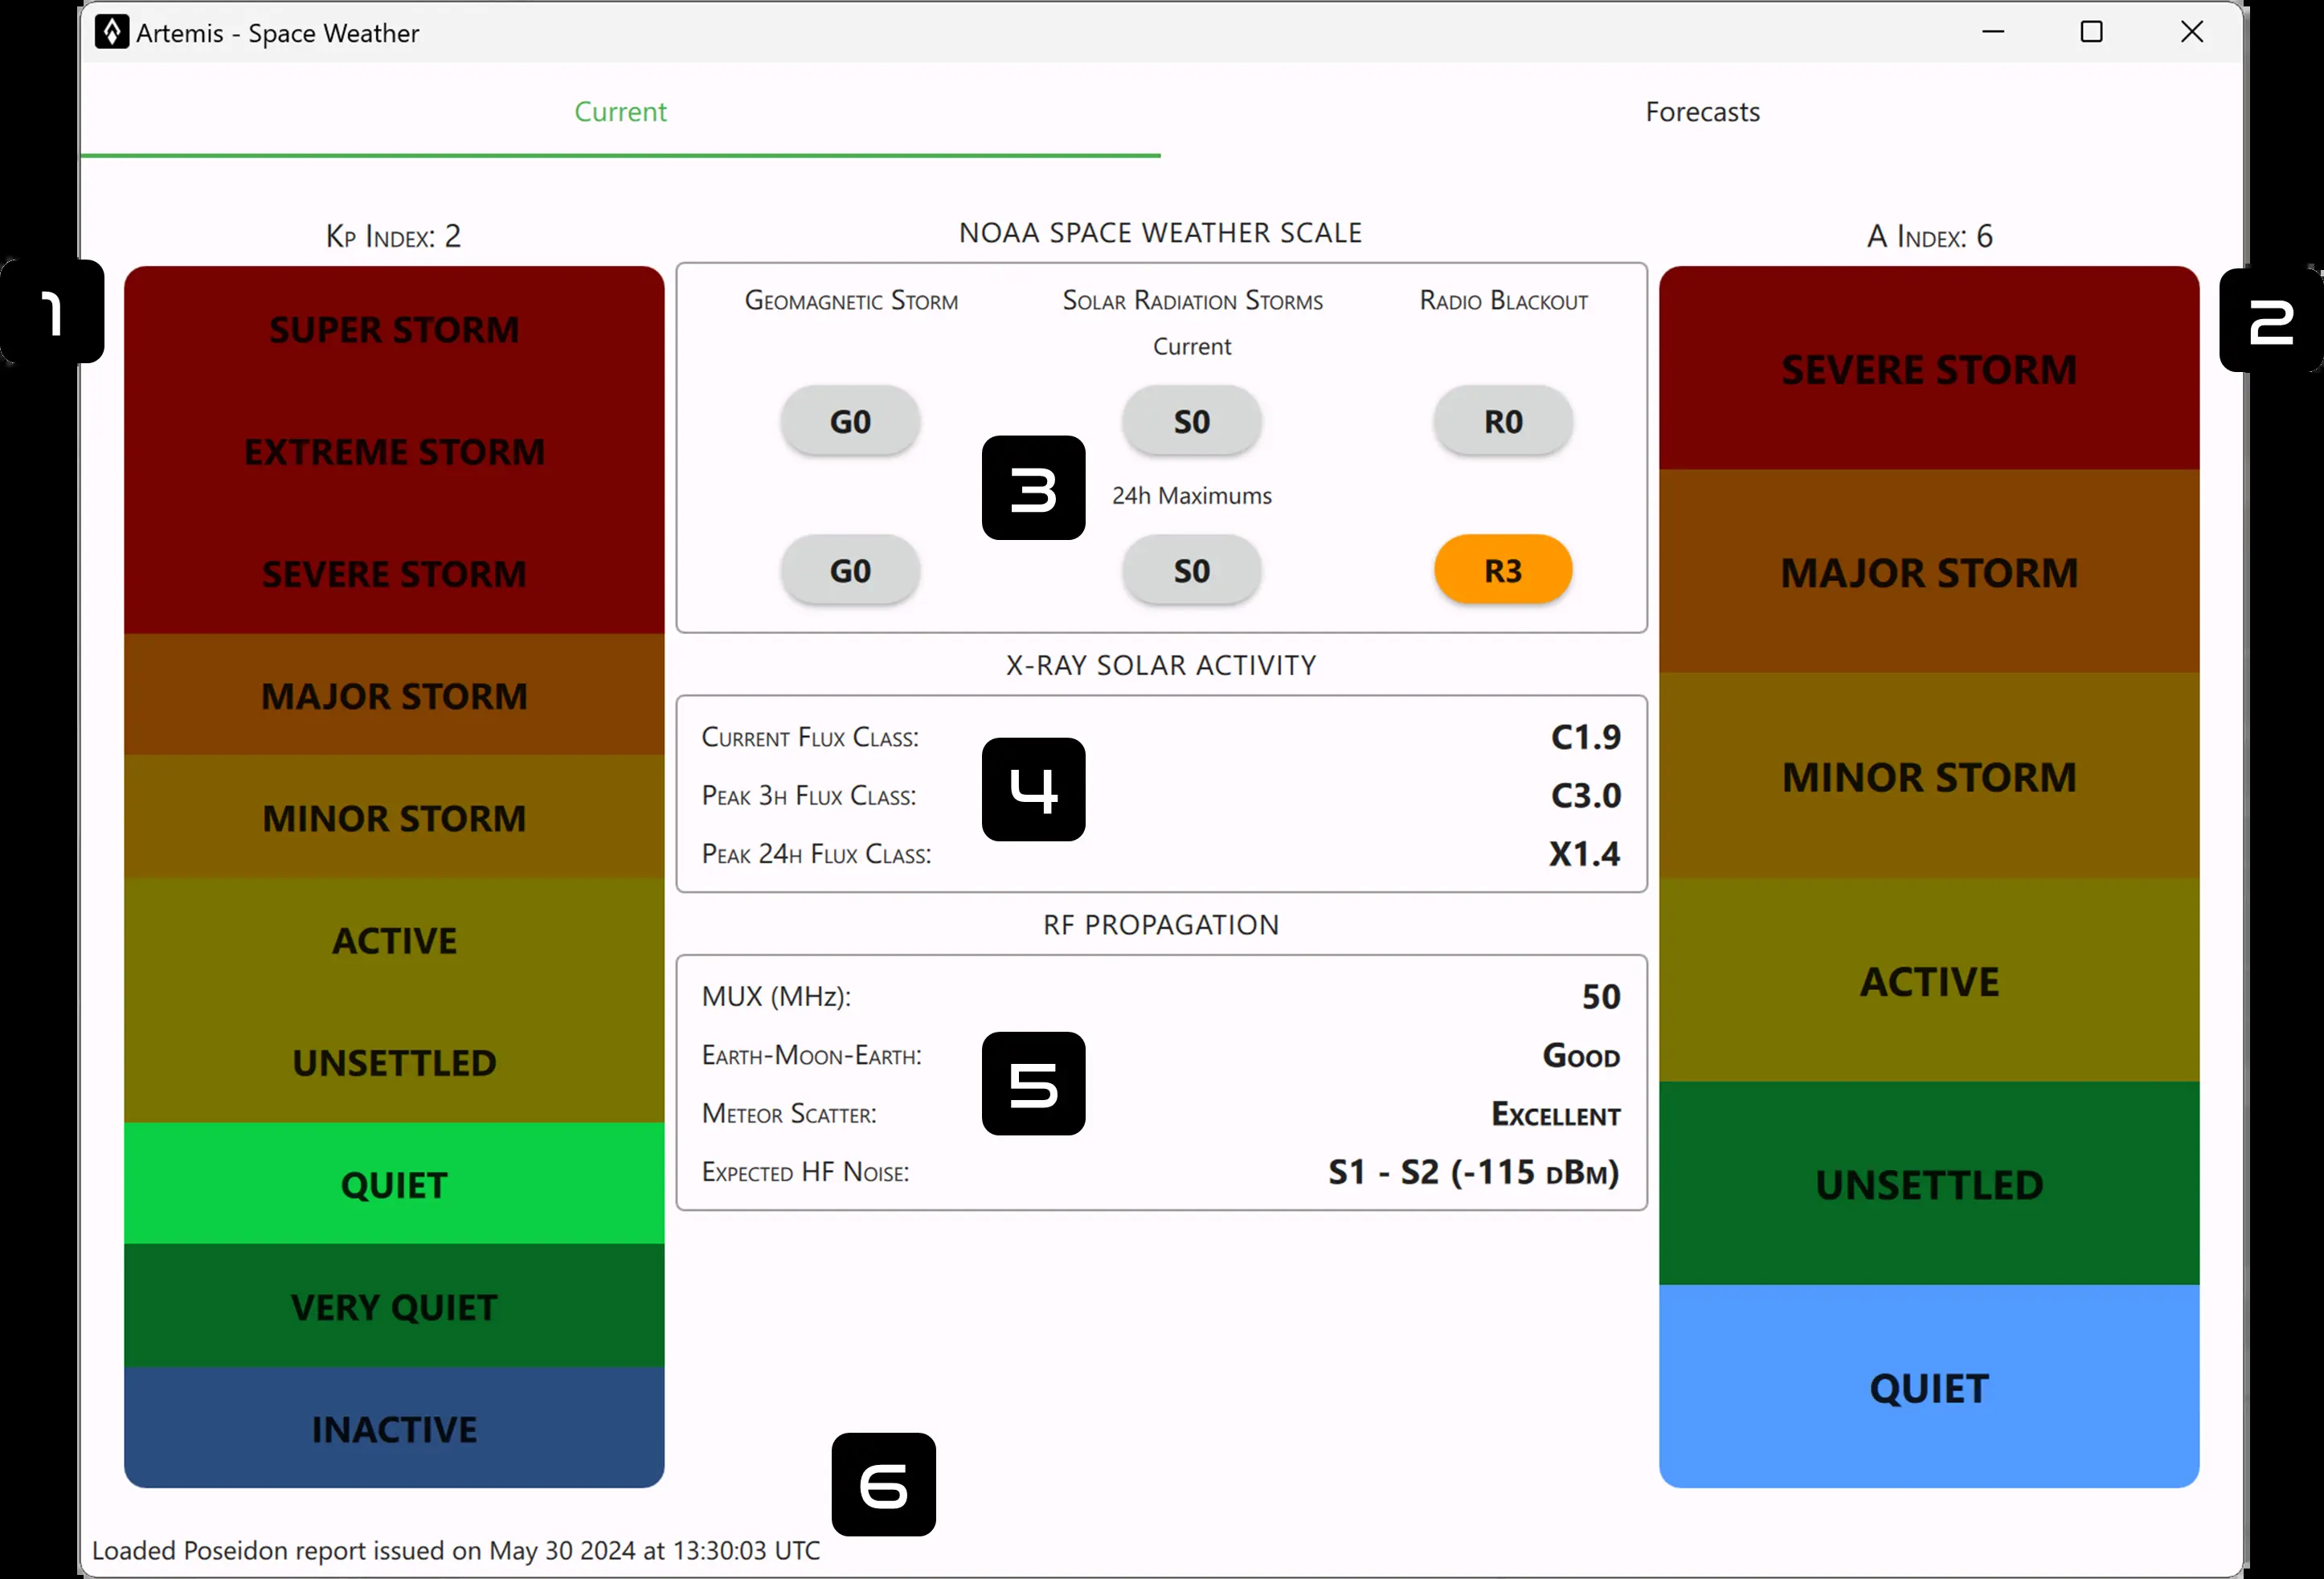 Artemis - Space Weather
Current
Forecasts
Kp Index: 2
1
SUPER STORM
EXTREME STORM
SEVERE STORM
MAJOR STORM
MINOR STORM
ACTIVE
UNSETTLED
QUIET
VERY QUIET
INACTIVE
NOAA SPACE WEATHER SCALE
Geomagnetic Storm Solar Radiation Storms Radio Blackout
Current
G0 S0 R0
3
24h Maximums
G0 S0 R3
X-RAY SOLAR ACTIVITY
Current Flux Class: C1.9
4
Peak 3h Flux Class: C3.0
Peak 24h Flux Class: X1.4
RF PROPAGATION
MUX (MHz): 50
Earth-Moon-Earth: Good
5
Meteor Scatter: Excellent
Expected HF Noise: S1 - S2 (-115 dBm)
A Index: 6
2
SEVERE STORM
MAJOR STORM
MINOR STORM
ACTIVE
UNSETTLED
QUIET
6
Loaded Poseidon report issued on May 30 2024 at 13:30:03 UTC